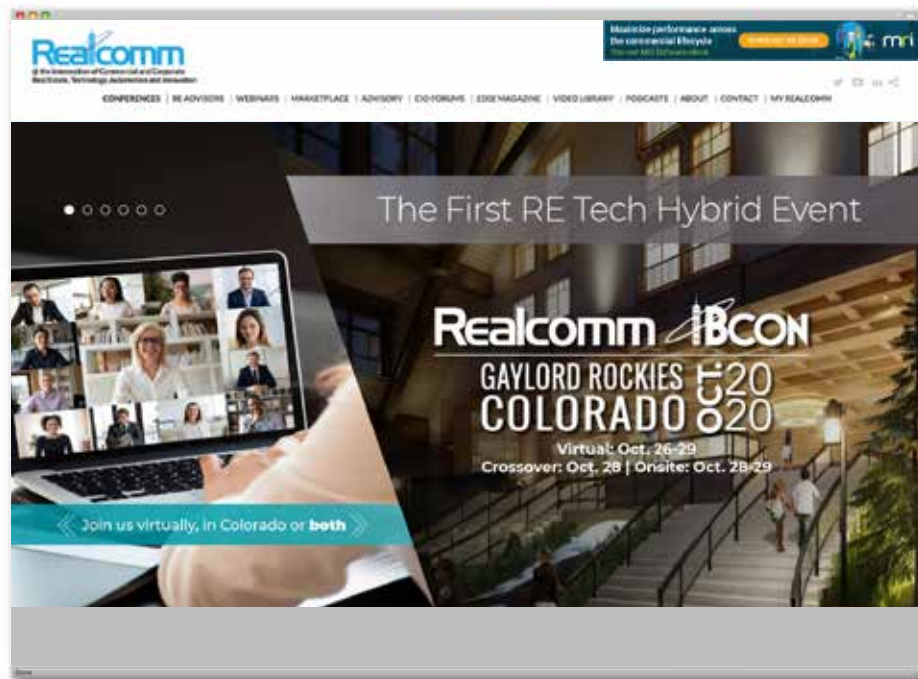 Realcomm
@ the Intersection of Commercial and Corporate
Real Estate, Technology, Automation and Innovation
Maximize performance across
the commercial lifecycle
mri
CONFERENCES | RE ADVISORS | WEBINARS | MARKETPLACE | ADVISORY | CIO FORUMS | EDGE MAGAZINE | VIDEO LIBRARY | PODCASTS | ABOUT | CONTACT | MY REALCOMM
The First RE Tech Hybrid Event
Realcomm IBCON
GAYLORD ROCKIES
COLORADO
OCT. 2020
Virtual: Oct. 26-29
Crossover: Oct. 28 | Onsite: Oct. 28-29
Join us virtually, in Colorado or both